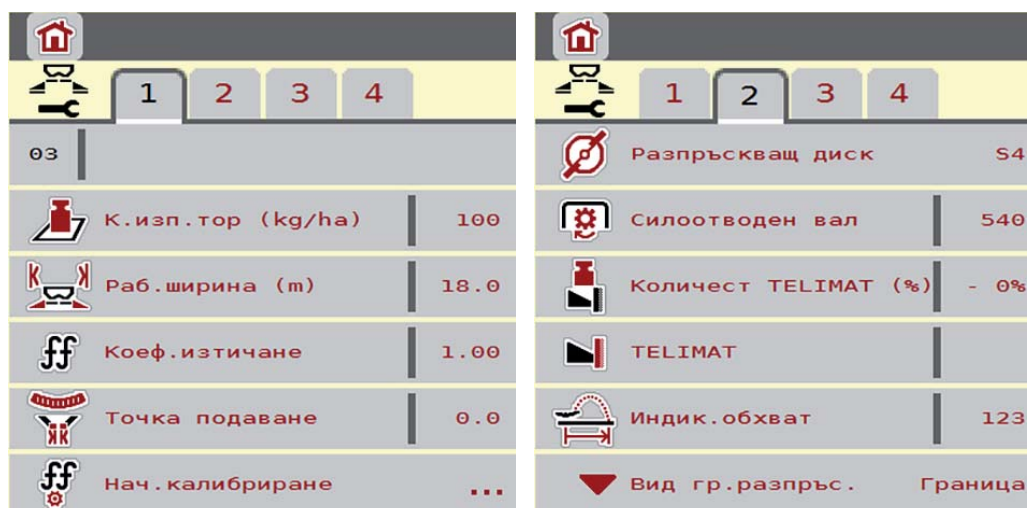 1 2 3 4
03
К.изп.тор (kg/ha) 100
Раб.ширина (m) 18.0
Коеф.изтичане 1.00
Точка подаване 0.0
Нач.калибриране ...
1 2 3 4
Разпръскващ диск S4
Силоотводен вал 540
Количест TELIMAT (%) - 0%
TELIMAT
Индик.обхват 123
Вид гр.разпръс. Граница